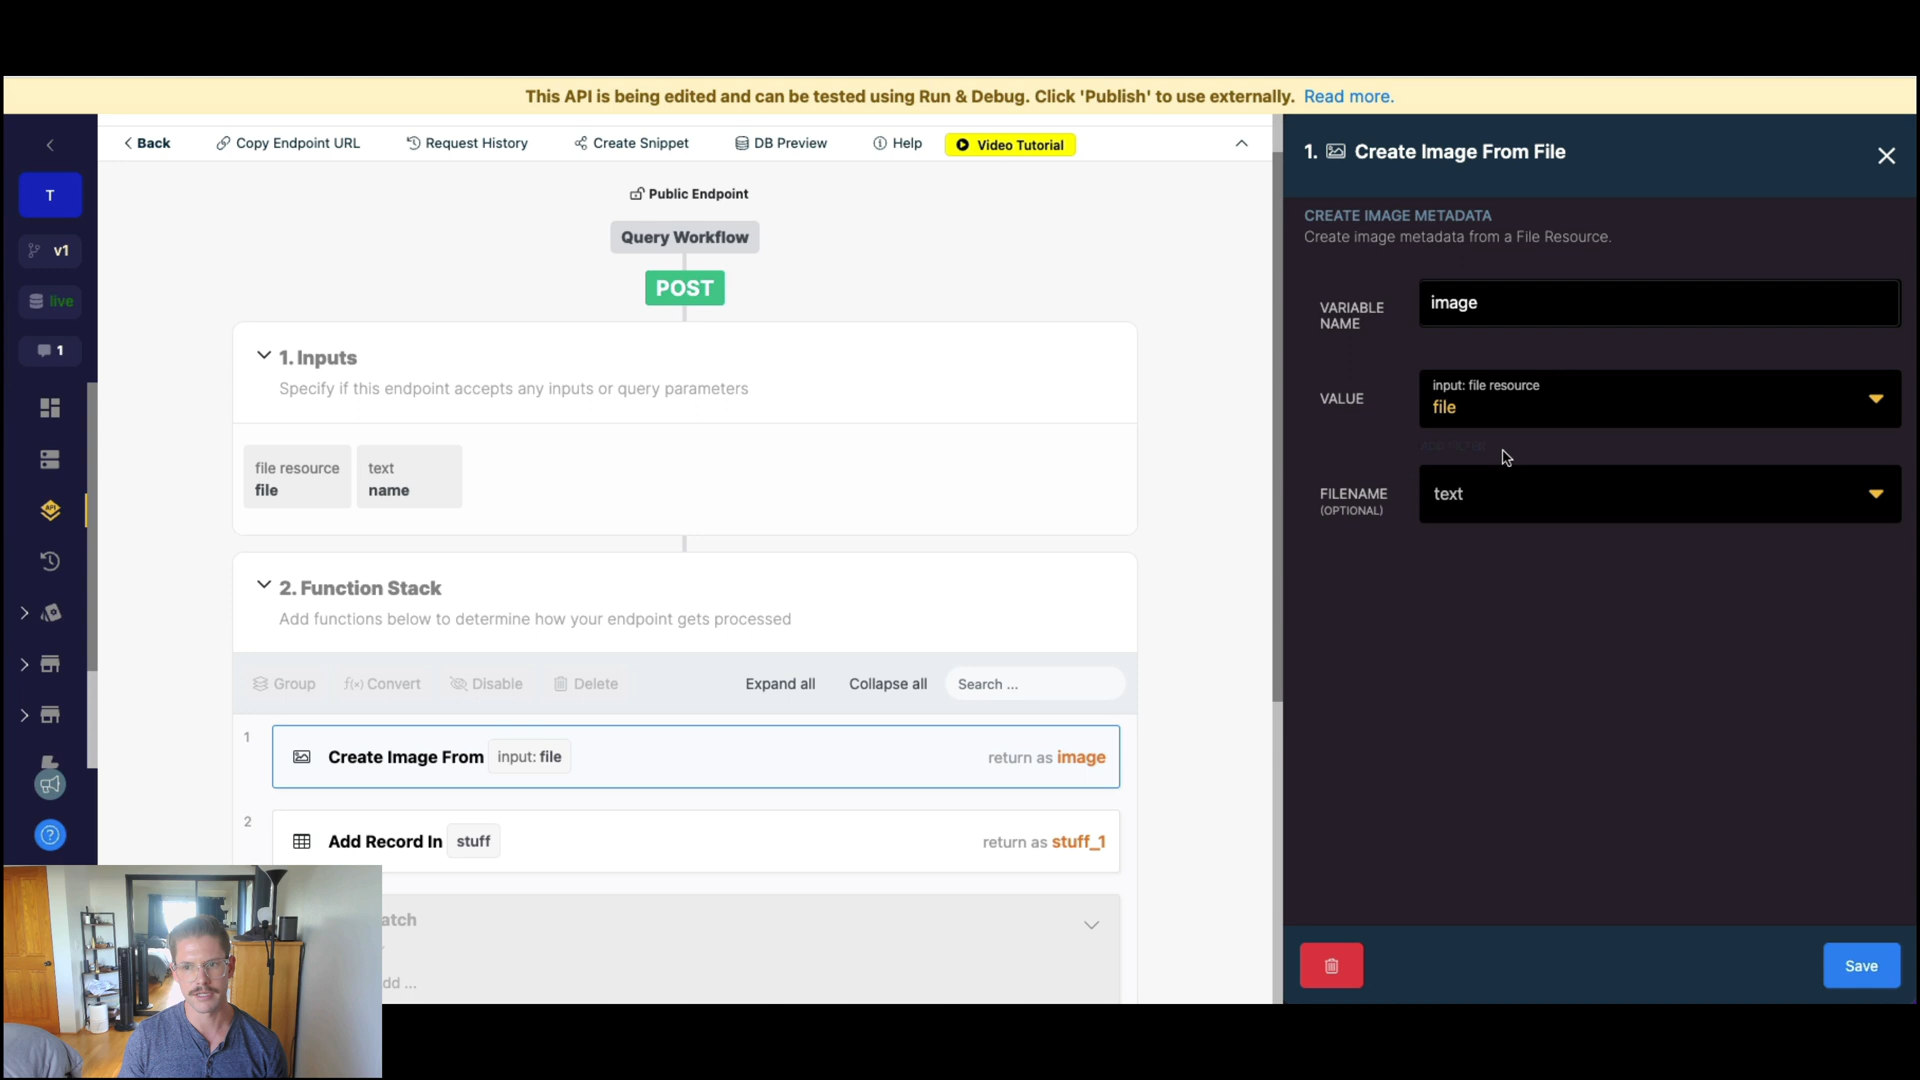 This API is being edited and can be tested using Run & Debug. Click 'Publish' to use externally. Read more.
Back
Copy Endpoint URL
Request History
Create Snippet
DB Preview
Help
Video Tutorial
T
v1
live
1
API
Public Endpoint
Query Workflow
POST
1. Inputs
Specify if this endpoint accepts any inputs or query parameters
file resource
file
text
name
2. Function Stack
Add functions below to determine how your endpoint gets processed
Group
f(x) Convert
Disable
Delete
Expand all
Collapse all
Search ...
1
Create Image From input: file
return as image
2
Add Record In stuff
return as stuff_1
atch
dd ...
1. Create Image From File
CREATE IMAGE METADATA
Create image metadata from a File Resource.
VARIABLE
NAME
image
VALUE
input: file resource
file
ADD FILTER
FILENAME
(OPTIONAL)
text
Save